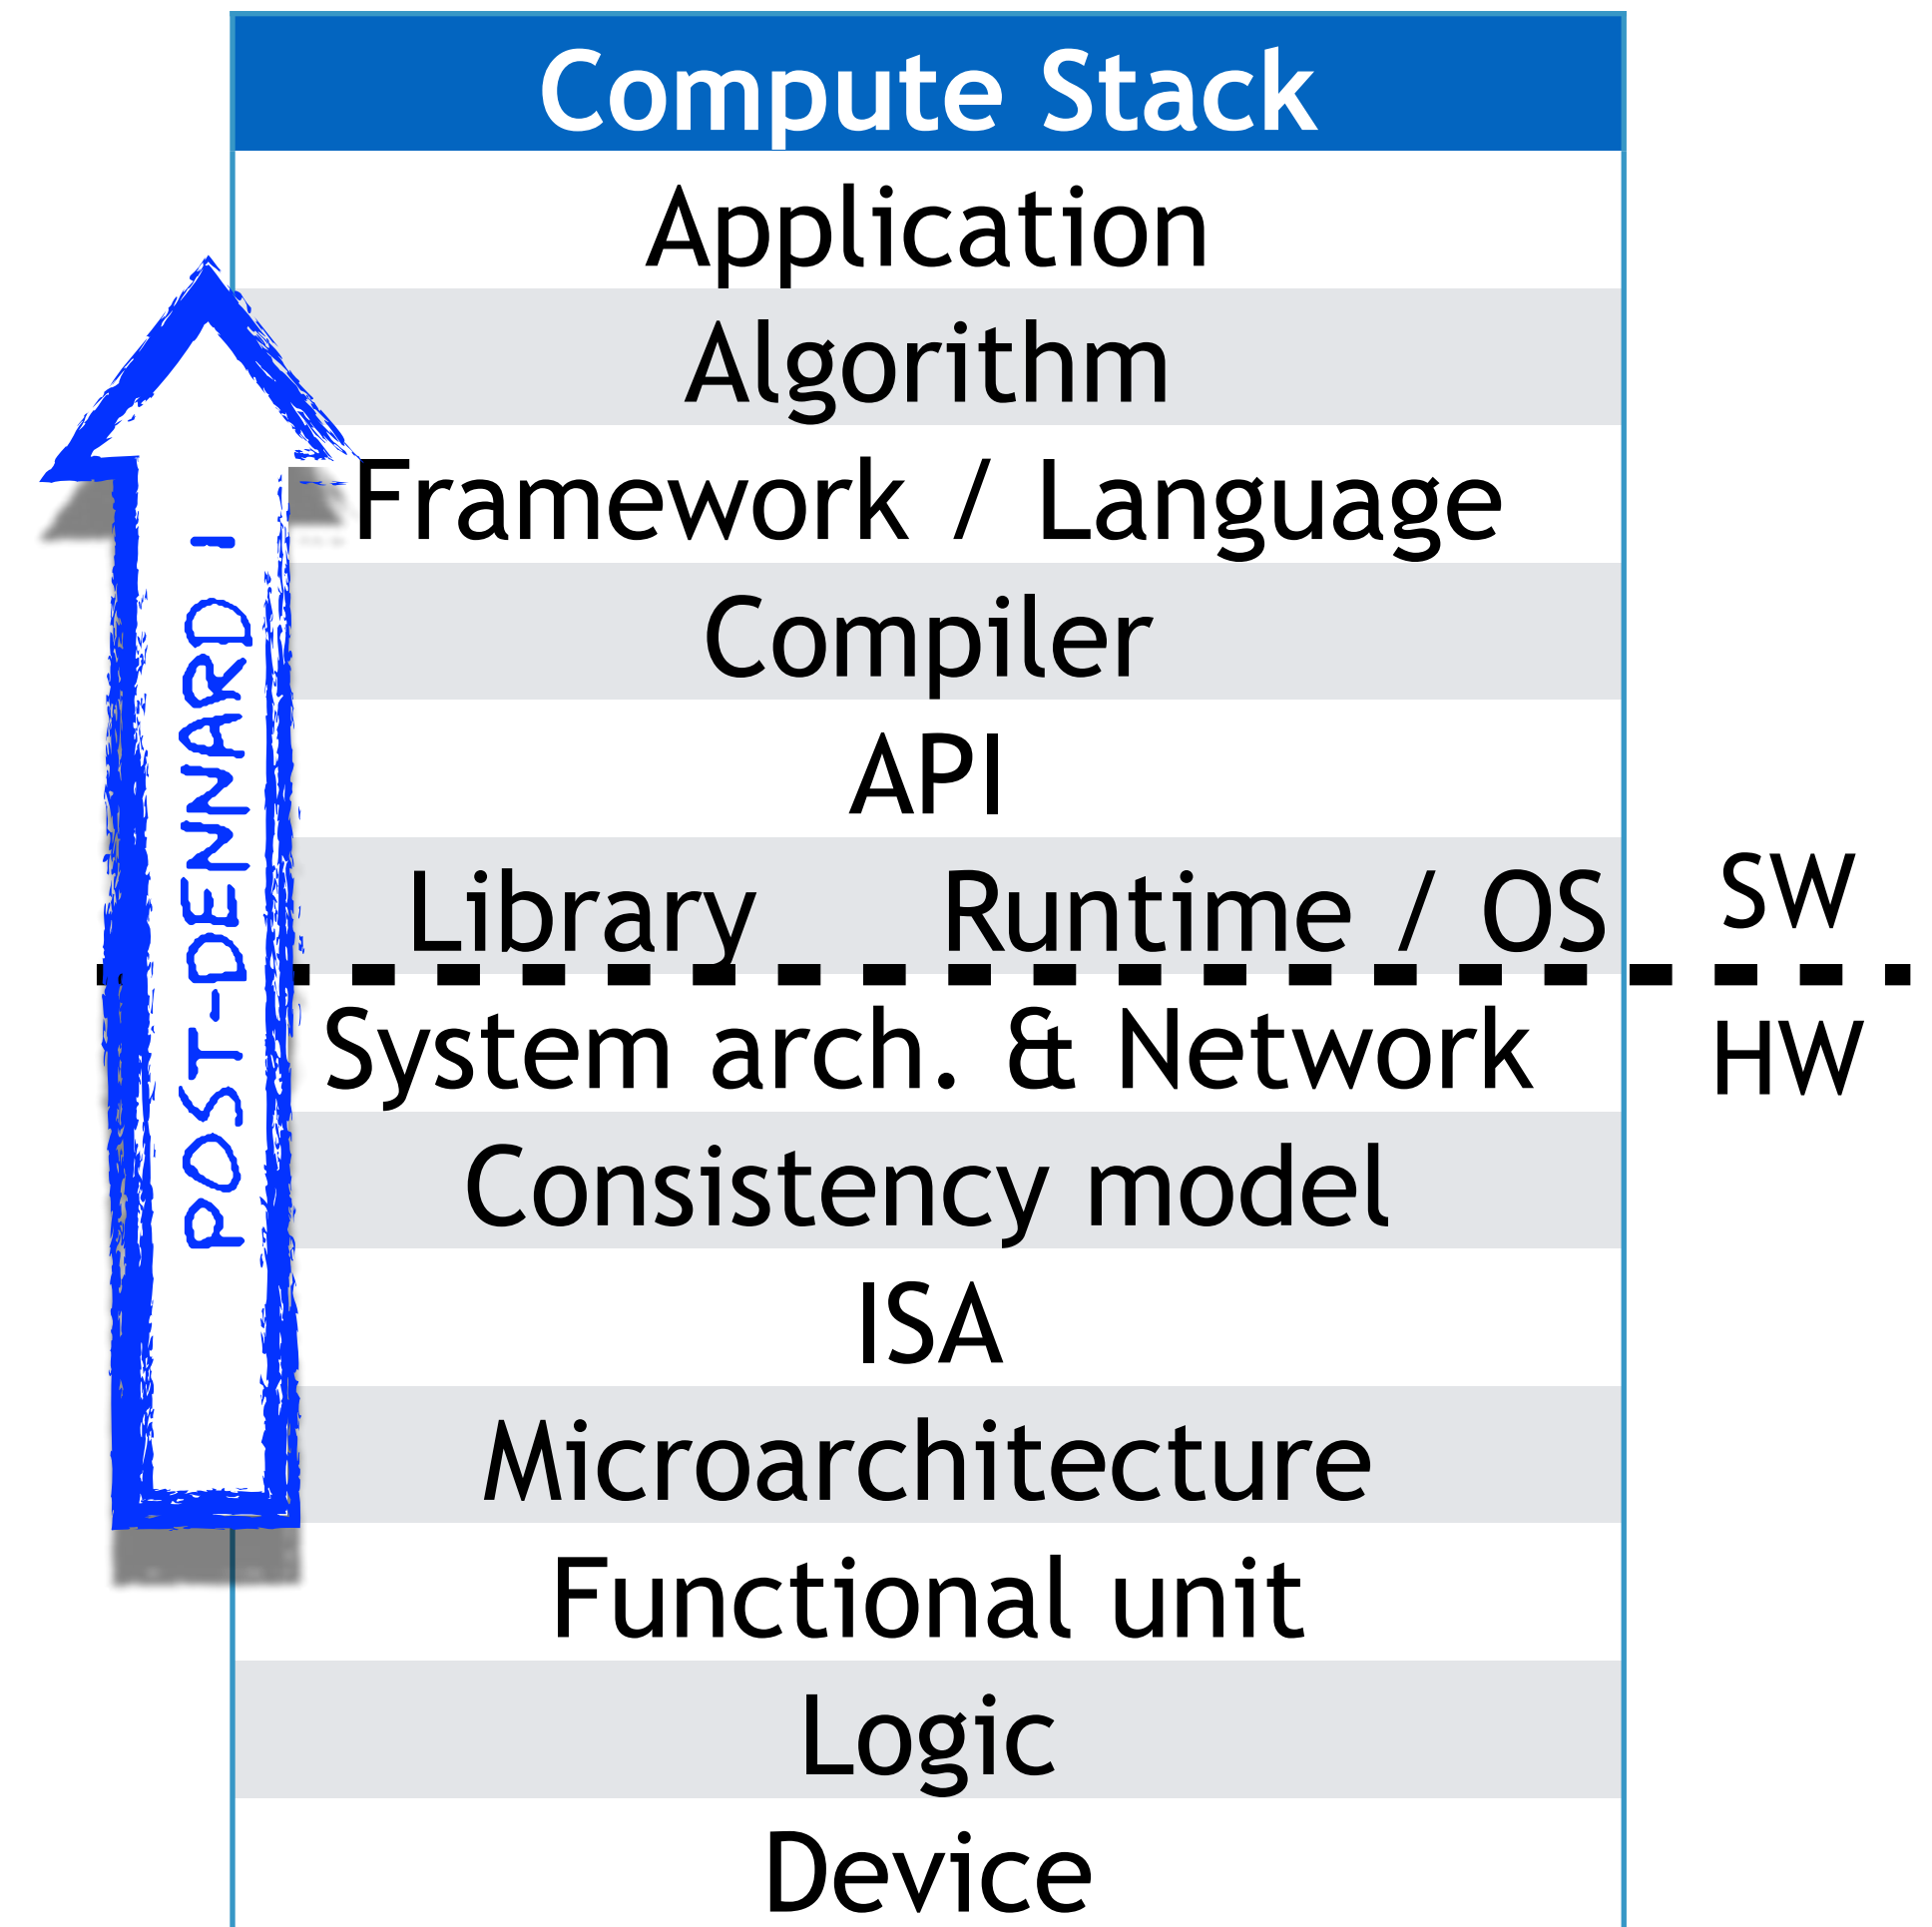 Compute Stack
Application
Algorithm
Framework / Language
Compiler
API
Library Runtime / OS
SW
System arch. & Network
HW
Consistency model
ISA
Microarchitecture
Functional unit
Logic
Device
POST-DENNARD I